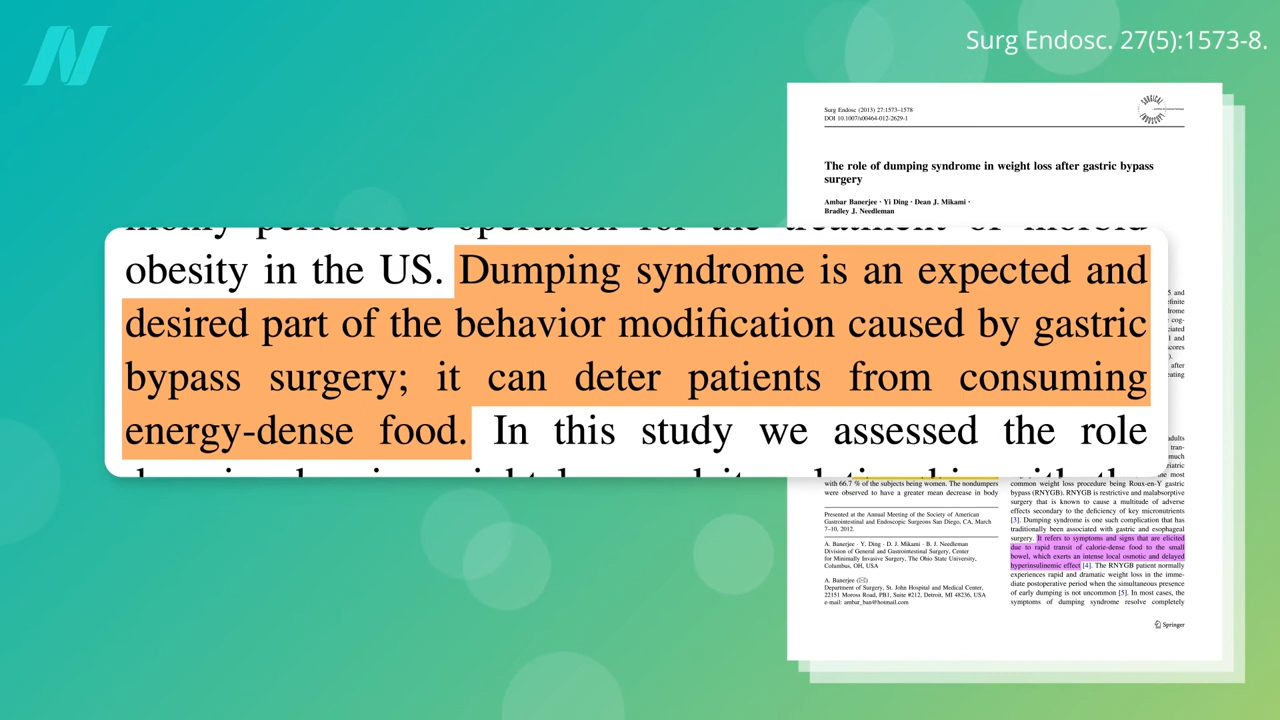 Surg Endosc. 27(5):1573-8.
Surg Endosc (2013) 27:1573–1578
DOI 10.1007/s00464-012-2629-1
The role of dumping syndrome in weight loss after gastric bypass
surgery
Ambar Banerjee · Yi Ding · Dean J. Mikami ·
Bradley J. Needleman
performed operation for the treatment of morbid
obesity in the US. Dumping syndrome is an expected and
desired part of the behavior modification caused by gastric
bypass surgery; it can deter patients from consuming
energy-dense food. In this study we assessed the role
with 66.7 % of the subjects being women. The nondumpers
were observed to have a greater mean decrease in body
Presented at the Annual Meeting of the Society of American
Gastrointestinal and Endoscopic Surgeons San Diego, CA, March
7–10, 2012.
A. Banerjee · Y. Ding · D. J. Mikami · B. J. Needleman
Division of General and Gastrointestinal Surgery, Center
for Minimally Invasive Surgery, The Ohio State University,
Columbus, OH, USA
A. Banerjee (✉)
Department of Surgery, St. John Hospital and Medical Center,
22151 Moross Road, PB1, Suite #212, Detroit, MI 48236, USA
e-mail: ambar_ban@hotmail.com
common weight loss procedure being Roux-en-Y gastric
bypass (RNYGB). RNYGB is restrictive and malabsorptive
surgery that is known to cause a multitude of adverse
effects secondary to the deficiency of key micronutrients
[3]. Dumping syndrome is one such complication that has
traditionally been associated with gastric and esophageal
surgery. It refers to symptoms and signs that are elicited
due to rapid transit of calorie-dense food to the small
bowel, which exerts an intense local osmotic and delayed
hyperinsulinemic effect [4]. The RNYGB patient normally
experiences rapid and dramatic weight loss in the imme-
diate postoperative period when the simultaneous presence
of early dumping is not uncommon [5]. In most cases, the
symptoms of dumping syndrome resolve completely
Springer